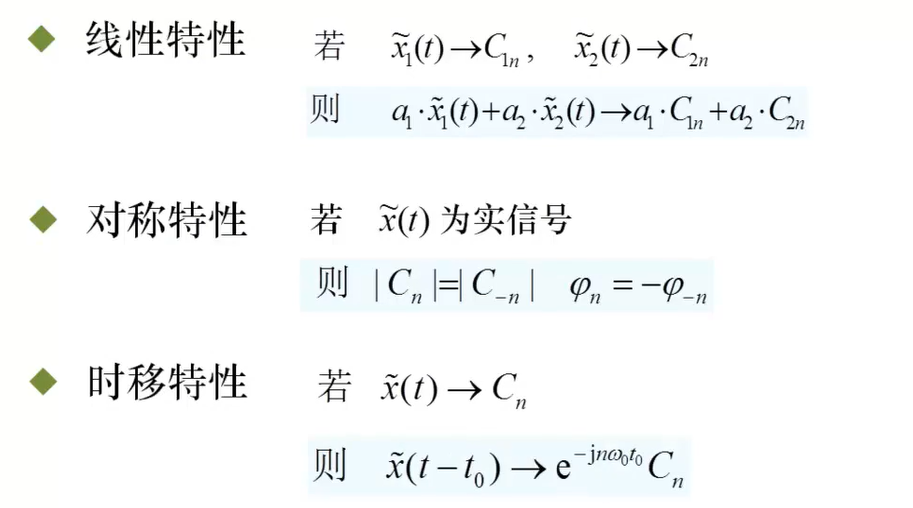 ◆ 线性特性 若 x̃₁(t)→C₁ₙ, x̃₂(t)→C₂ₙ
则 a₁·x̃₁(t)+a₂·x̃₂(t)→a₁·C₁ₙ+a₂·C₂ₙ
◆ 对称特性 若 x̃(t) 为实信号
则 |Cₙ|=|C₋ₙ| φₙ = −φ₋ₙ
◆ 时移特性 若 x̃(t)→Cₙ
则 x̃(t−t₀)→e^{−jnω₀t₀}Cₙ